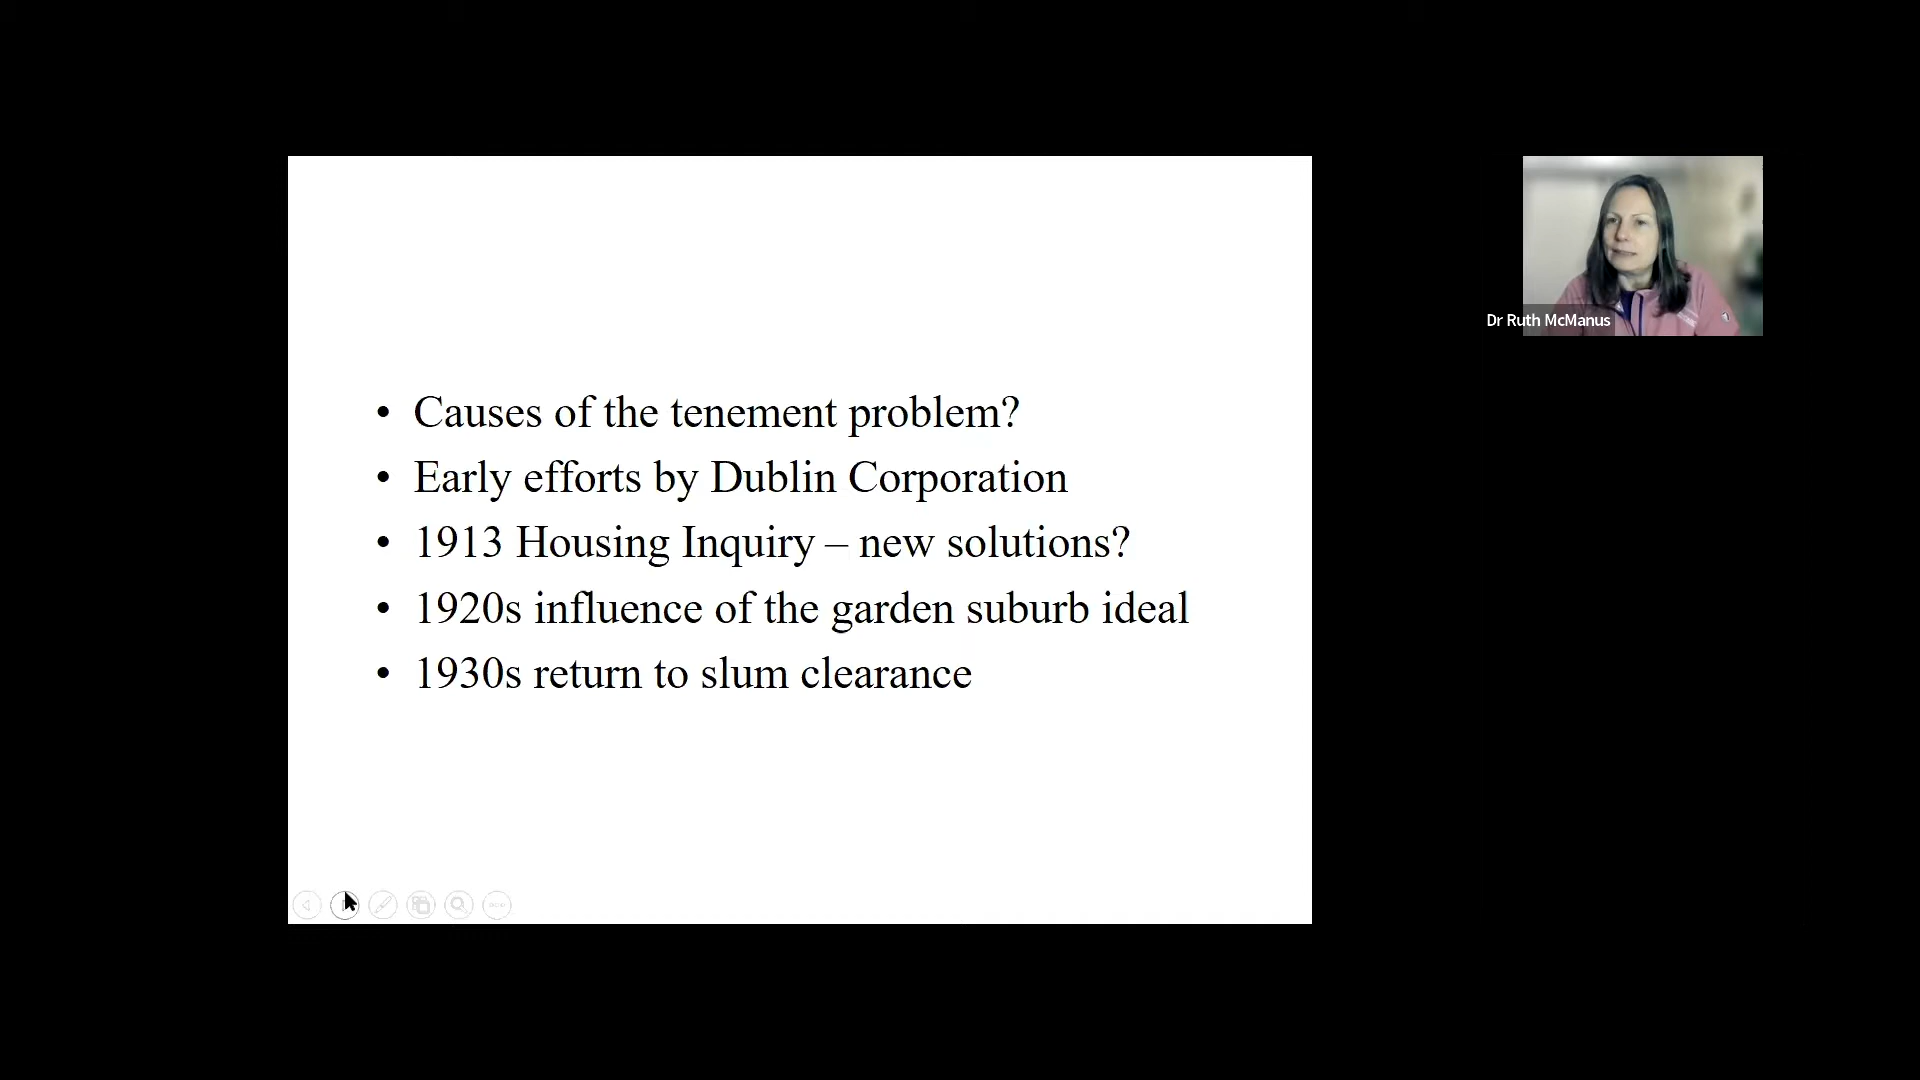 • Causes of the tenement problem?
• Early efforts by Dublin Corporation
• 1913 Housing Inquiry – new solutions?
• 1920s influence of the garden suburb ideal
• 1930s return to slum clearance
Dr Ruth McManus